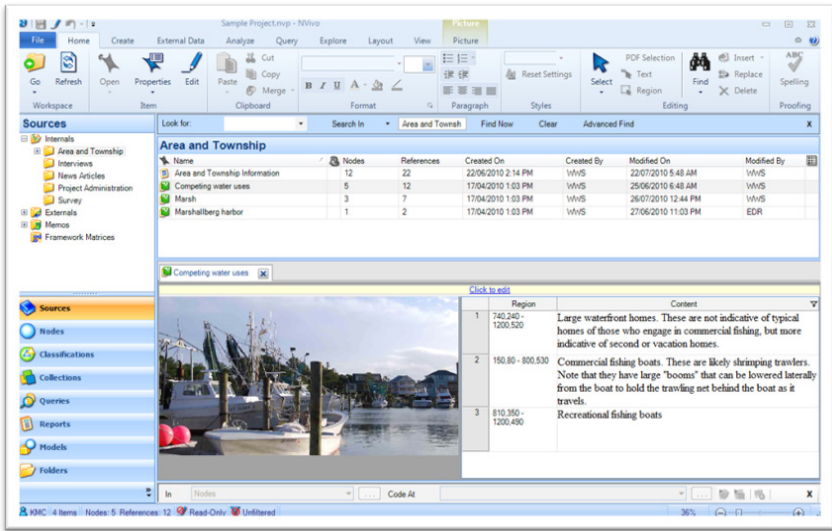 Sample Project.nvp - NVivo
Picture
File Home Create External Data Analyze Query Explore Layout View Picture
Go Refresh Open Properties Edit Paste Cut Copy Merge
B I U A
Reset Settings
Select PDF Selection Text Region Find Insert Replace Delete
ABC Spelling
Workspace Item Clipboard Format Paragraph Styles Editing Proofing
Sources
Look for: Search In Area and Townsh Find Now Clear Advanced Find x
Internals
Area and Township
Interviews
News Articles
Project Administration
Survey
Externals
Memos
Framework Matrices
Area and Township
Name Nodes References Created On Created By Modified On Modified By
Area and Township Information 12 22 22/06/2010 2:14 PM WWS 22/07/2010 5:48 AM WWS
Competing water uses 5 12 17/04/2010 1:03 PM WWS 25/06/2010 6:48 AM WWS
Marsh 3 7 17/04/2010 1:03 PM WWS 26/07/2010 12:44 PM WWS
Marshallberg harbor 1 2 17/04/2010 1:03 PM WWS 27/06/2010 11:03 PM EDR
Competing water uses
Click to edit
Sources
Nodes
Classifications
Collections
Queries
Reports
Models
Folders
Region Content
1 740,240 - 1200,520
Large waterfront homes. These are not indicative of typical
homes of those who engage in commercial fishing, but more
indicative of second or vacation homes.
2 150,80 - 800,530
Commercial fishing boats. These are likely shrimping trawlers.
Note that they have large "booms" that can be lowered laterally
from the boat to hold the trawling net behind the boat as it
travels.
3 810,350 - 1200,490
Recreational fishing boats
In Nodes ... Code At ... X
KMC 4 Items Nodes: 5 References: 12 Read-Only Unfiltered 36%